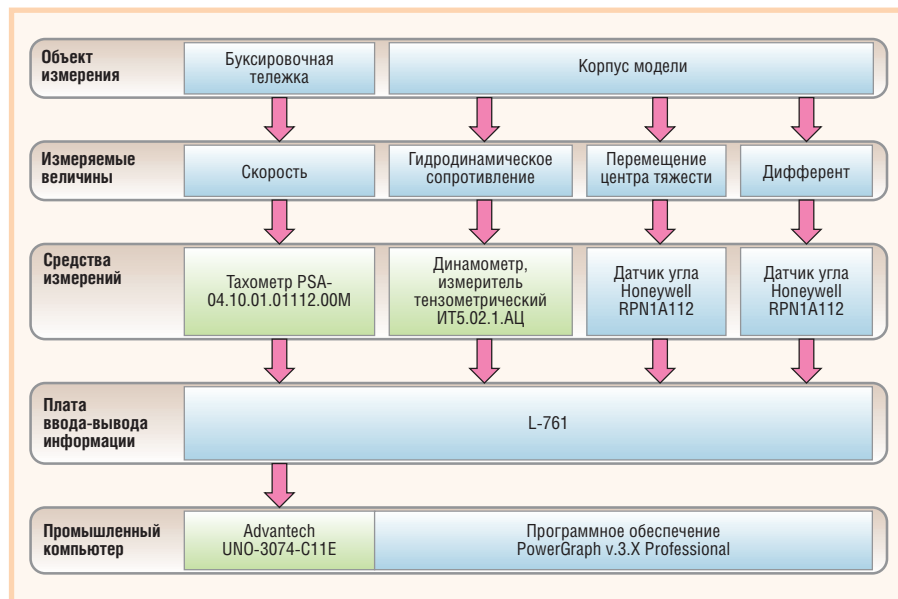 Объект
измерения
Буксировочная
тележка
Корпус модели
Измеряемые
величины
Скорость
Гидродинамическое
сопротивление
Перемещение
центра тяжести
Дифферент
Средства
измерений
Тахометр PSA-
04.10.01.01112.00М
Динамометр,
измеритель
тензометрический
ИТ5.02.1.АЦ
Датчик угла
Honeywell
RPN1A112
Датчик угла
Honeywell
RPN1A112
Плата
ввода-вывода
информации
L-761
Промышленный
компьютер
Advantech
UNO-3074-C11E
Программное обеспечение
PowerGraph v.3.X Professional